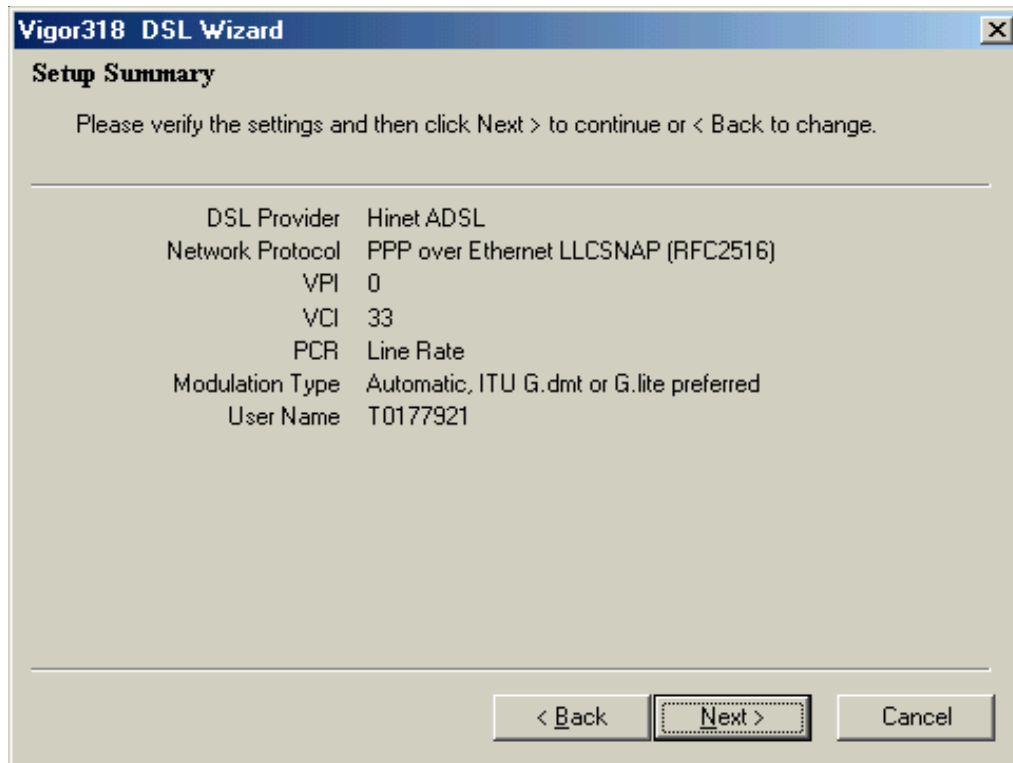 Vigor318 DSL Wizard
Setup Summary
Please verify the settings and then click Next > to continue or < Back to change.
DSL Provider Hinet ADSL
Network Protocol PPP over Ethernet LLCSNAP (RFC2516)
VPI 0
VCI 33
PCR Line Rate
Modulation Type Automatic, ITU G.dmt or G.lite preferred
User Name T0177921
< Back Next > Cancel